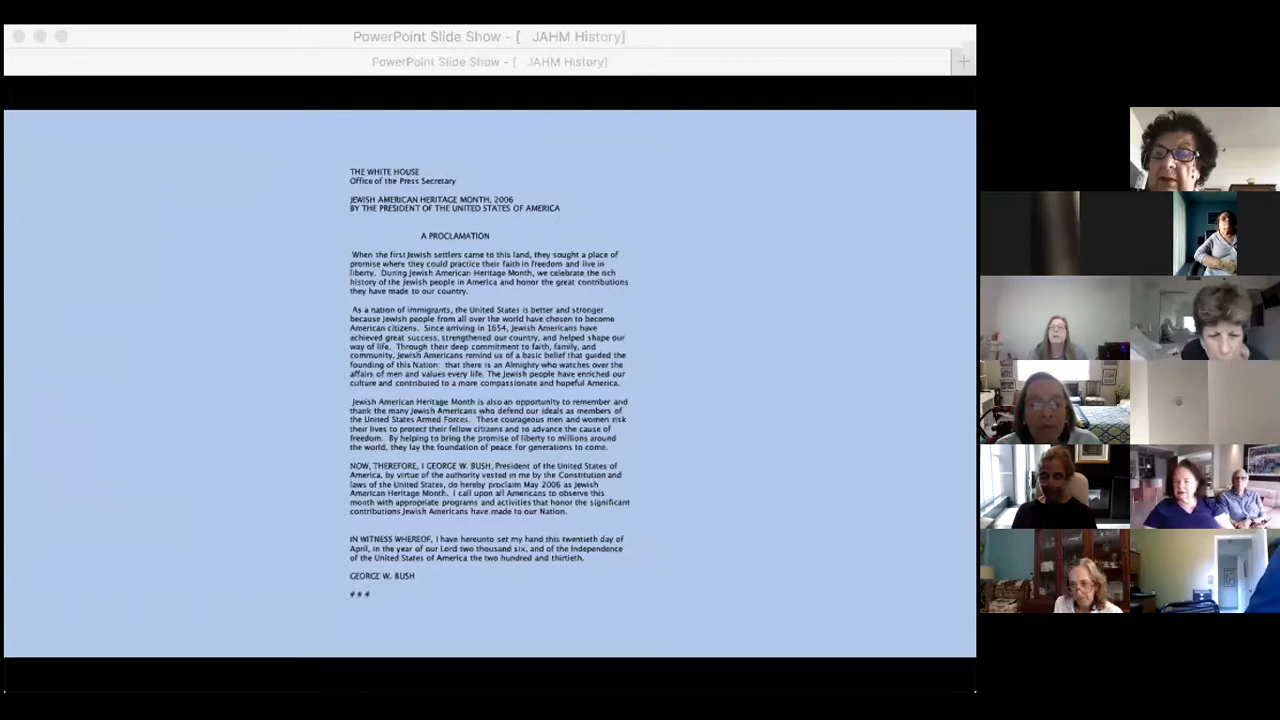 PowerPoint Slide Show - [ JAHM History]
PowerPoint Slide Show - [ JAHM History]
THE WHITE HOUSE
Office of the Press Secretary
JEWISH AMERICAN HERITAGE MONTH, 2006
BY THE PRESIDENT OF THE UNITED STATES OF AMERICA
A PROCLAMATION
When the first Jewish settlers came to this land, they sought a place of
promise where they could practice their faith in freedom and live in
liberty. During Jewish American Heritage Month, we celebrate the rich
history of the Jewish people in America and honor the great contributions
they have made to our country.
As a nation of immigrants, the United States is better and stronger
because Jewish people from all over the world have chosen to become
American citizens. Since arriving in 1654, Jewish Americans have
achieved great success, strengthened our country, and helped shape our
way of life. Through their deep commitment to faith, family, and
community, Jewish Americans remind us of a basic belief that guided the
founding of this Nation: that there is an Almighty who watches over the
affairs of men and values every life. The Jewish people have enriched our
culture and contributed to a more compassionate and hopeful America.
Jewish American Heritage Month is also an opportunity to remember and
thank the many Jewish Americans who defend our ideals as members of
the United States Armed Forces. These courageous men and women risk
their lives to protect their fellow citizens and to advance the cause of
freedom. By helping to bring the promise of liberty to millions around
the world, they lay the foundation of peace for generations to come.
NOW, THEREFORE, I GEORGE W. BUSH, President of the United States of
America, by virtue of the authority vested in me by the Constitution and
laws of the United States, do hereby proclaim May 2006 as Jewish
American Heritage Month. I call upon all Americans to observe this
month with appropriate programs and activities that honor the significant
contributions Jewish Americans have made to our Nation.
IN WITNESS WHEREOF, I have hereunto set my hand this twentieth day of
April, in the year of our Lord two thousand six, and of the Independence
of the United States of America the two hundred and thirtieth.
GEORGE W. BUSH
# # #